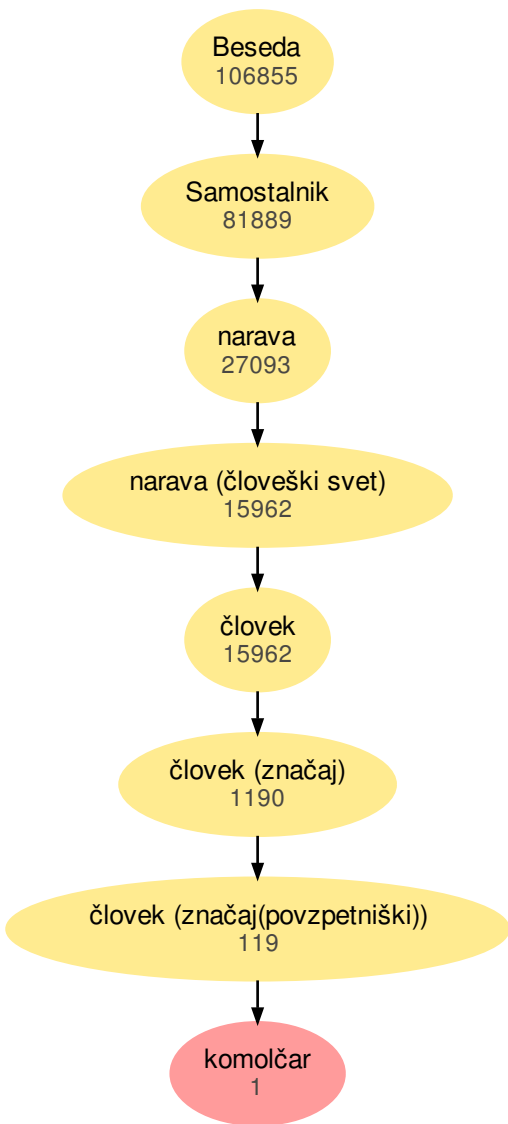 Beseda
106855
Samostalnik
81889
narava
27093
narava (človeški svet)
15962
človek
15962
človek (značaj)
1190
človek (značaj(povzpetniški))
119
komolčar
1